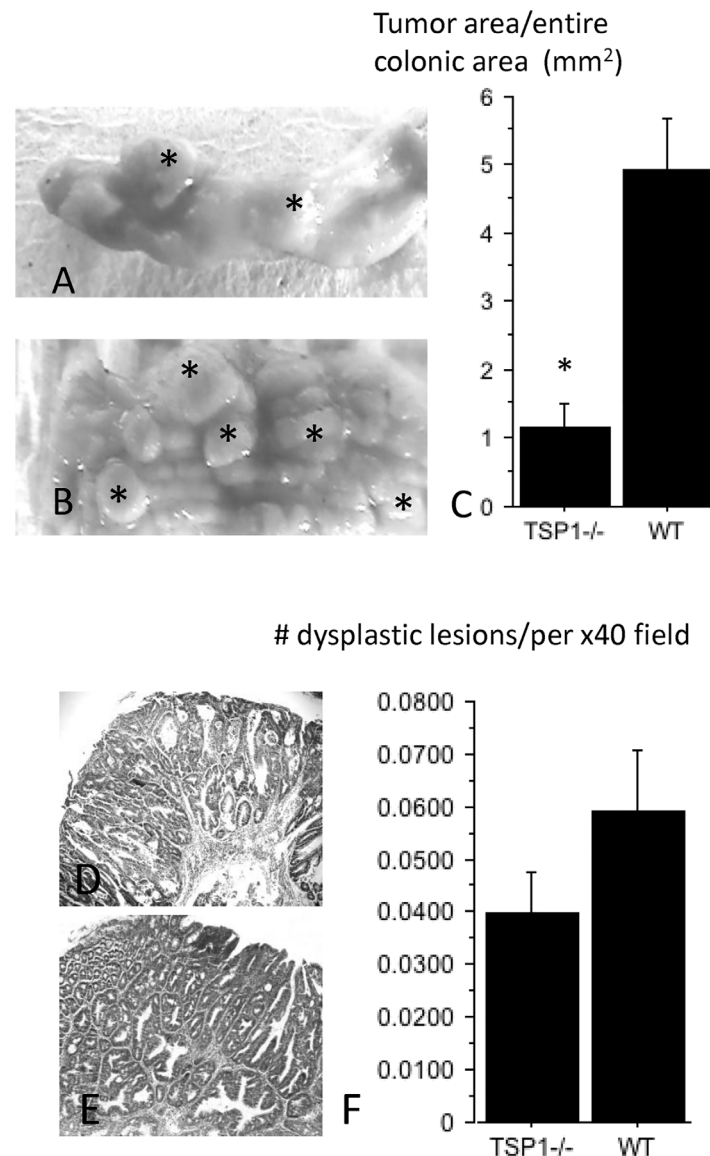 Tumor area/entire
colonic area (mm²)
6
5
4
3
2
1
0
*
TSP1-/-
WT
C
*
*
A
*
*
*
*
*
B
# dysplastic lesions/per x40 field
D
E
0.0800
0.0700
0.0600
0.0500
0.0400
0.0300
0.0200
0.0100
0
TSP1-/-
WT
F